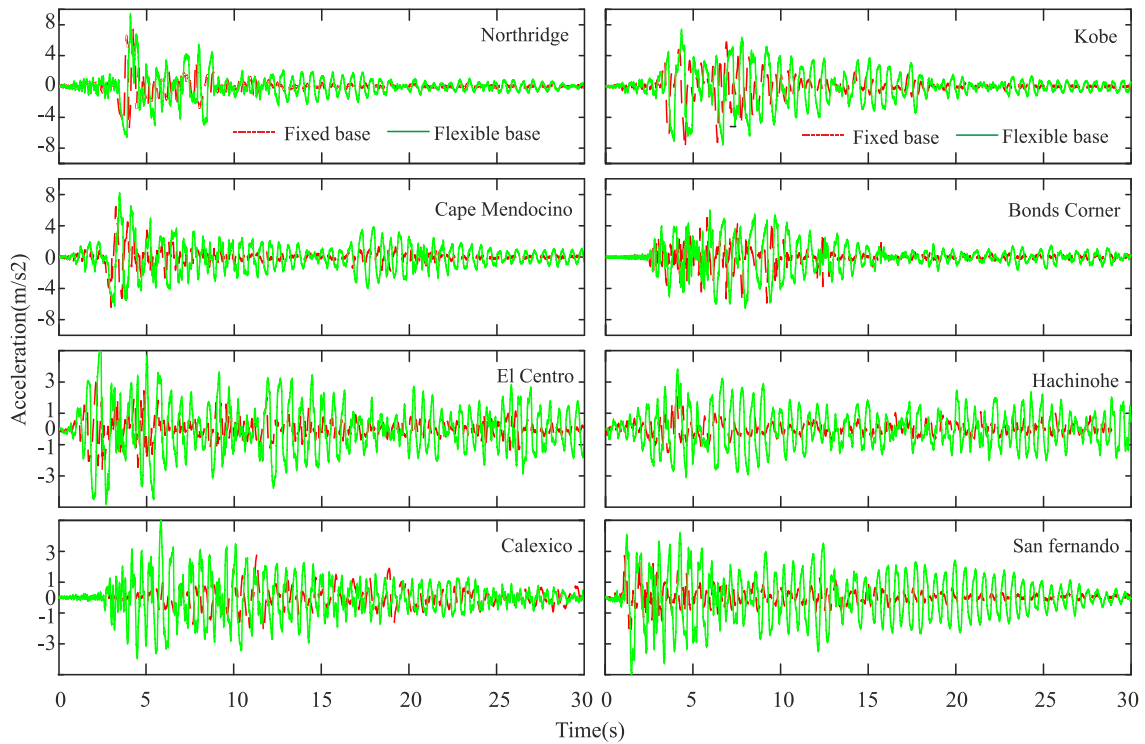 8
4
0
-4
-8
Northridge
Fixed base
Flexible base
Kobe
Fixed base
Flexible base
8
4
0
-4
-8
Cape Mendocino
Bonds Corner
3
1
0
-1
-3
El Centro
Hachinohe
3
1
0
-1
-3
Calexico
San fernando
0 5 10 15 20 25 30
0 5 10 15 20 25 30
Acceleration(m/s2)
Time(s)